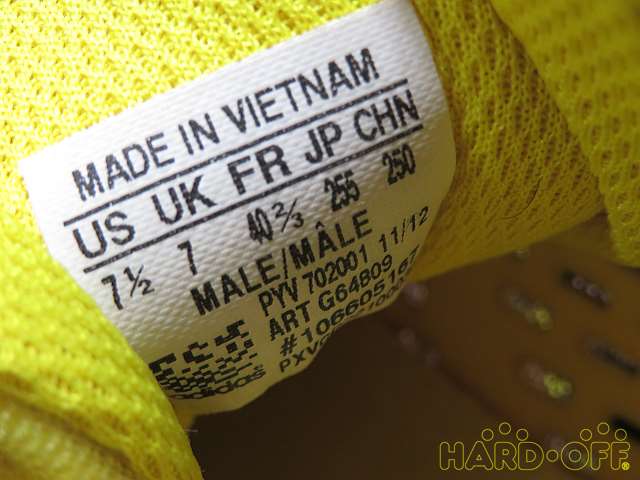 MADE IN VIETNAM
US UK FR JP CHN
7½ 7 40⅔ 255 250
MALE/MÂLE
PYV 702001 11/12
ART G64809
#106605167
adidas
HARD·OFF®